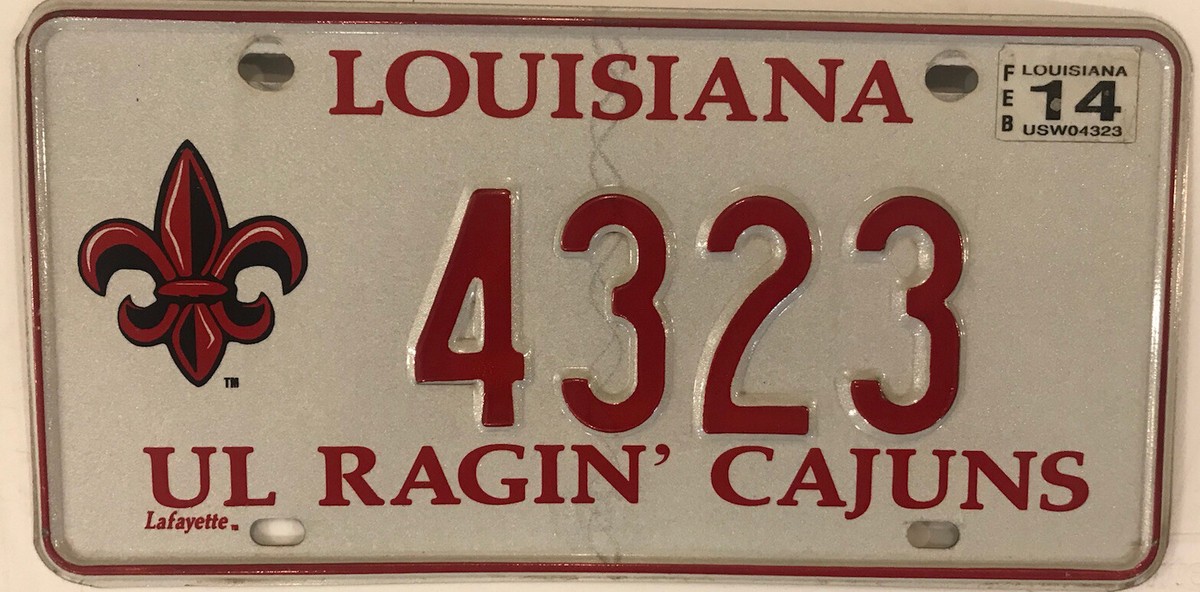 LOUISIANA
FEB
LOUISIANA
14
USW04323
4323
TM
UL RAGIN’ CAJUNS
Lafayette TM